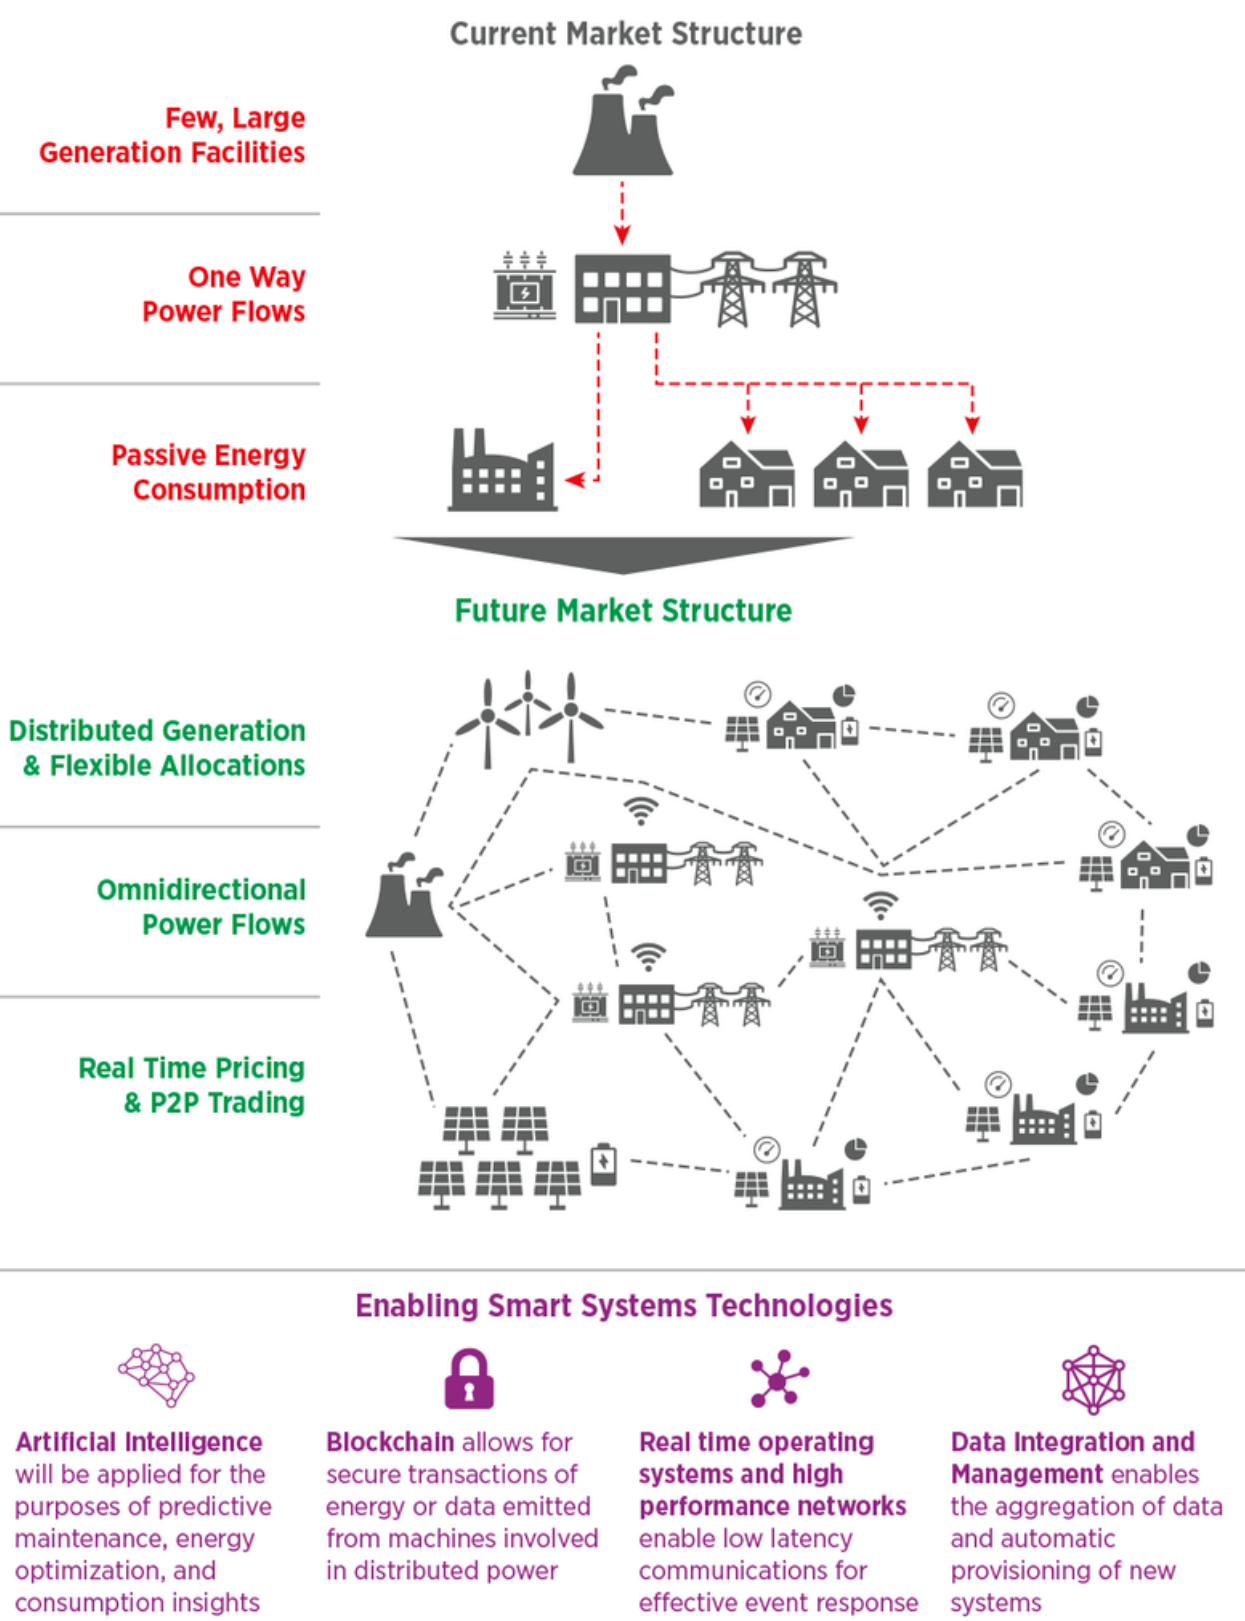 Current Market Structure
Few, Large
Generation Facilities
One Way
Power Flows
Passive Energy
Consumption
Future Market Structure
Distributed Generation
& Flexible Allocations
Omnidirectional
Power Flows
Real Time Pricing
& P2P Trading
Enabling Smart Systems Technologies
Artificial Intelligence
will be applied for the
purposes of predictive
maintenance, energy
optimization, and
consumption insights
Blockchain allows for
secure transactions of
energy or data emitted
from machines involved
in distributed power
Real time operating
systems and high
performance networks
enable low latency
communications for
effective event response
Data Integration and
Management enables
the aggregation of data
and automatic
provisioning of new
systems